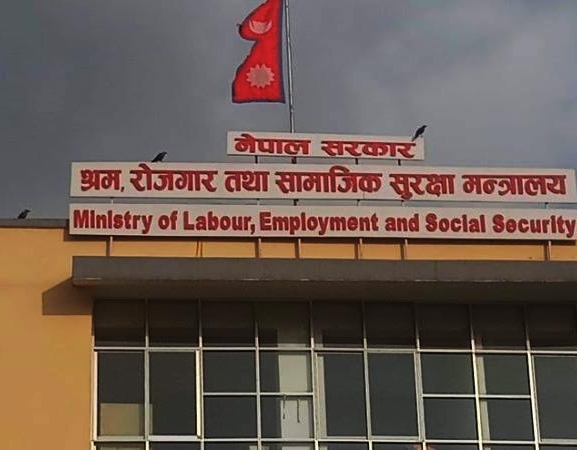 नेपाल सरकार
श्रम, रोजगार तथा सामाजिक सुरक्षा मन्त्रालय
Ministry of Labour, Employment and Social Security